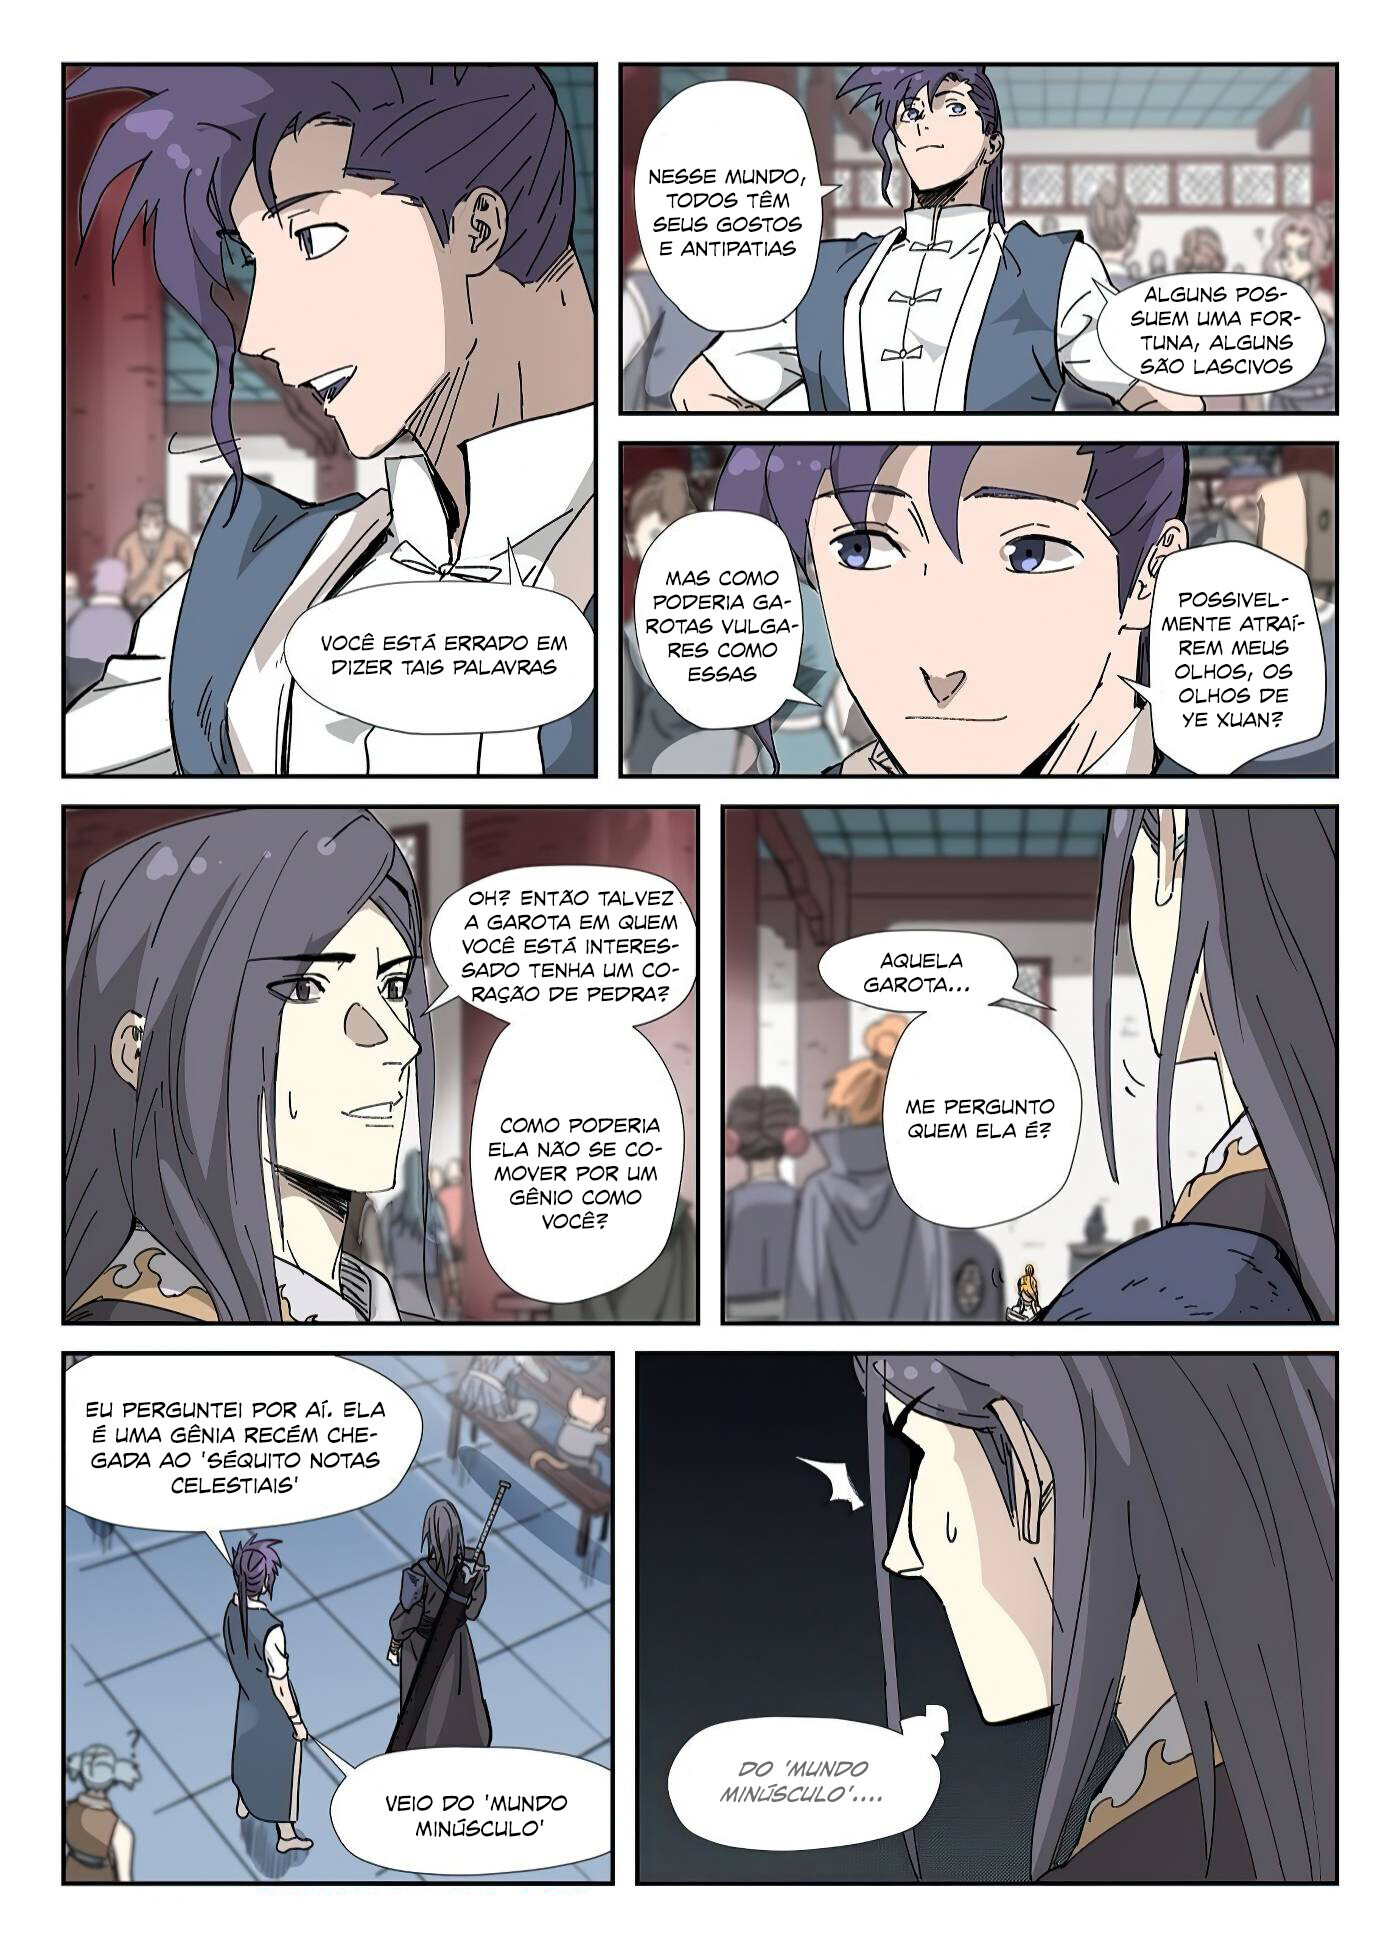 VOCÊ ESTÁ ERRADO EM
DIZER TAIS PALAVRAS
NESSE MUNDO,
TODOS TÊM
SEUS GOSTOS
E ANTIPATIAS
ALGUNS POS-
SUEM UMA FOR-
TUNA, ALGUNS
SÃO LASCIVOS
MAS COMO
PODERIA GA-
ROTAS VULGA-
RES COMO
ESSAS
POSSIVEL-
MENTE ATRAÍ-
REM MEUS
OLHOS, OS
OLHOS DE
YE XUAN?
OH? ENTÃO TALVEZ
A GAROTA EM QUEM
VOCÊ ESTÁ INTERES-
SADO TENHA UM CO-
RAÇÃO DE PEDRA?
COMO PODERIA
ELA NÃO SE CO-
MOVER POR UM
GÊNIO COMO
VOCÊ?
AQUELA
GAROTA...
ME PERGUNTO
QUEM ELA É?
EU PERGUNTEI POR AÍ. ELA
É UMA GÊNIA RECÉM CHE-
GADA AO 'SÉQUITO NOTAS
CELESTIAIS'
VEIO DO 'MUNDO
MINÚSCULO'
DO 'MUNDO
MINÚSCULO'....